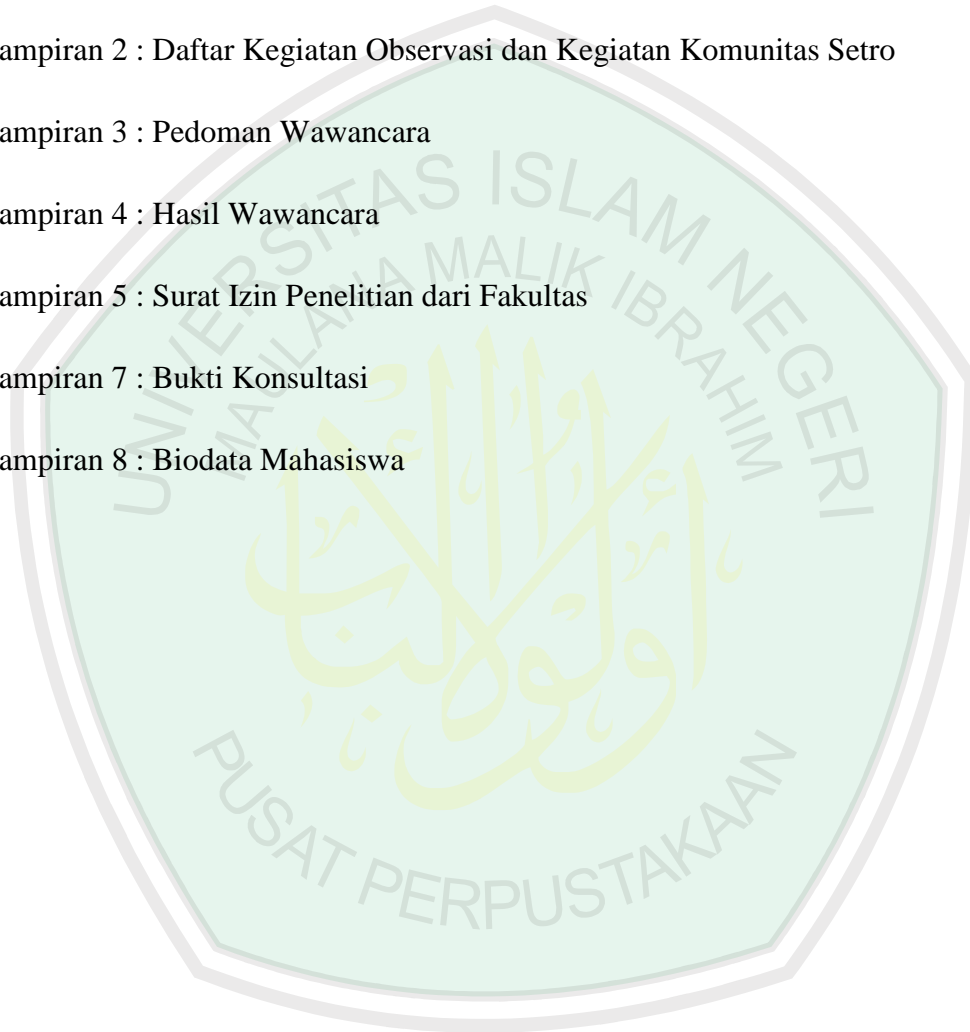 ampiran 2 : Daftar Kegiatan Observasi dan Kegiatan Komunitas Setro
ampiran 3 : Pedoman Wawancara
ampiran 4 : Hasil Wawancara
ampiran 5 : Surat Izin Penelitian dari Fakultas
ampiran 7 : Bukti Konsultasi
ampiran 8 : Biodata Mahasiswa
UNIVERSITAS ISLAM NEGERI
MAULANA MALIK IBRAHIM
أولوا الألباب
PUSAT PERPUSTAKAAN